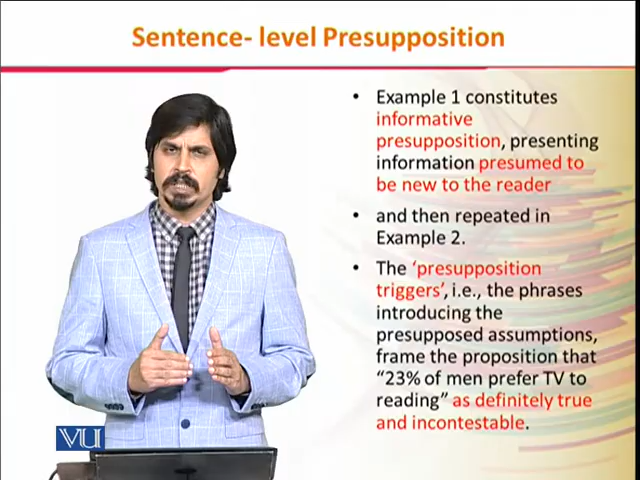 Sentence- level Presupposition
• Example 1 constitutes
informative
presupposition, presenting
information presumed to
be new to the reader
• and then repeated in
Example 2.
• The ‘presupposition
triggers’, i.e., the phrases
introducing the
presupposed assumptions,
frame the proposition that
“23% of men prefer TV to
reading” as definitely true
and incontestable.
VU